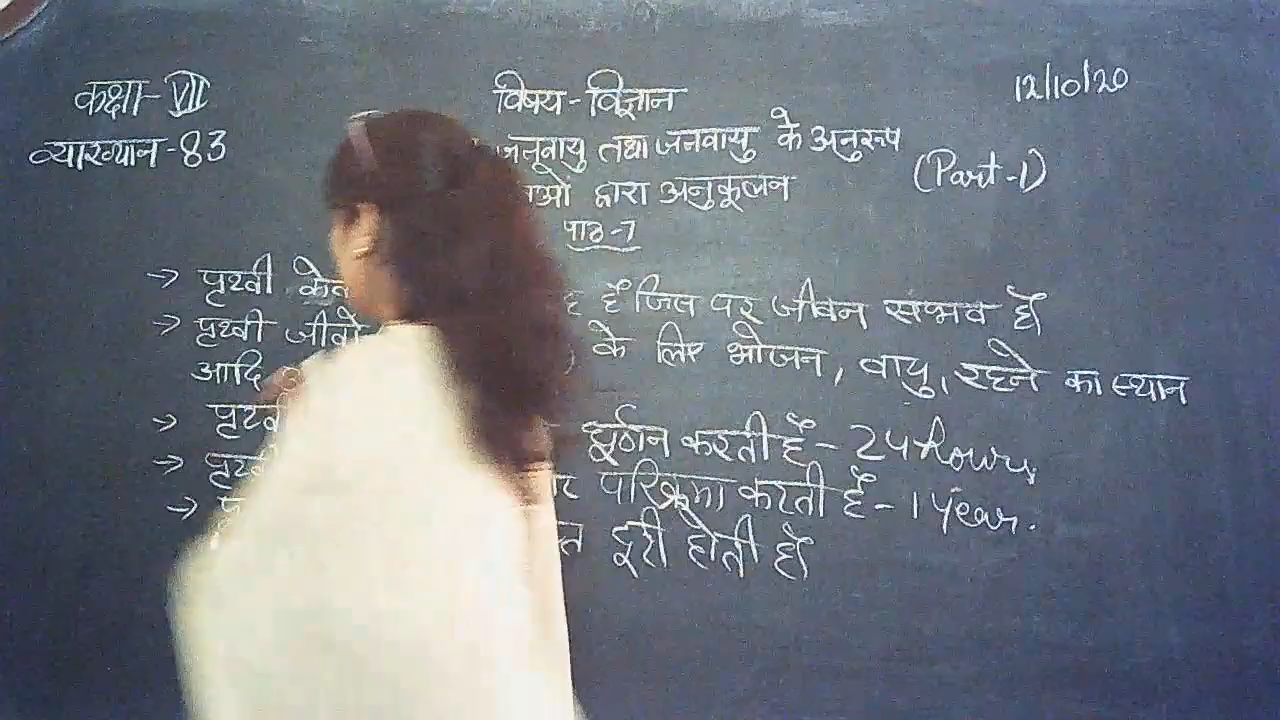 कक्षा-VII विषय-विज्ञान 12/10/20
व्याख्यान-83 जलवायु तथा जलवायु के अनुरूप
द्वारा अनुकूलन (Part-1)
पाठ-7
→ पृथ्वी है जिस पर जीवन संभव है
→ पृथ्वी जीवो के लिए भोजन, वायु, रहने का स्थान
आदि
→ पृथ्वी घूर्णन करती है - 24 hours
→ पृथ्वी परिक्रमा करती है - 1 year.
→ दूरी होती है